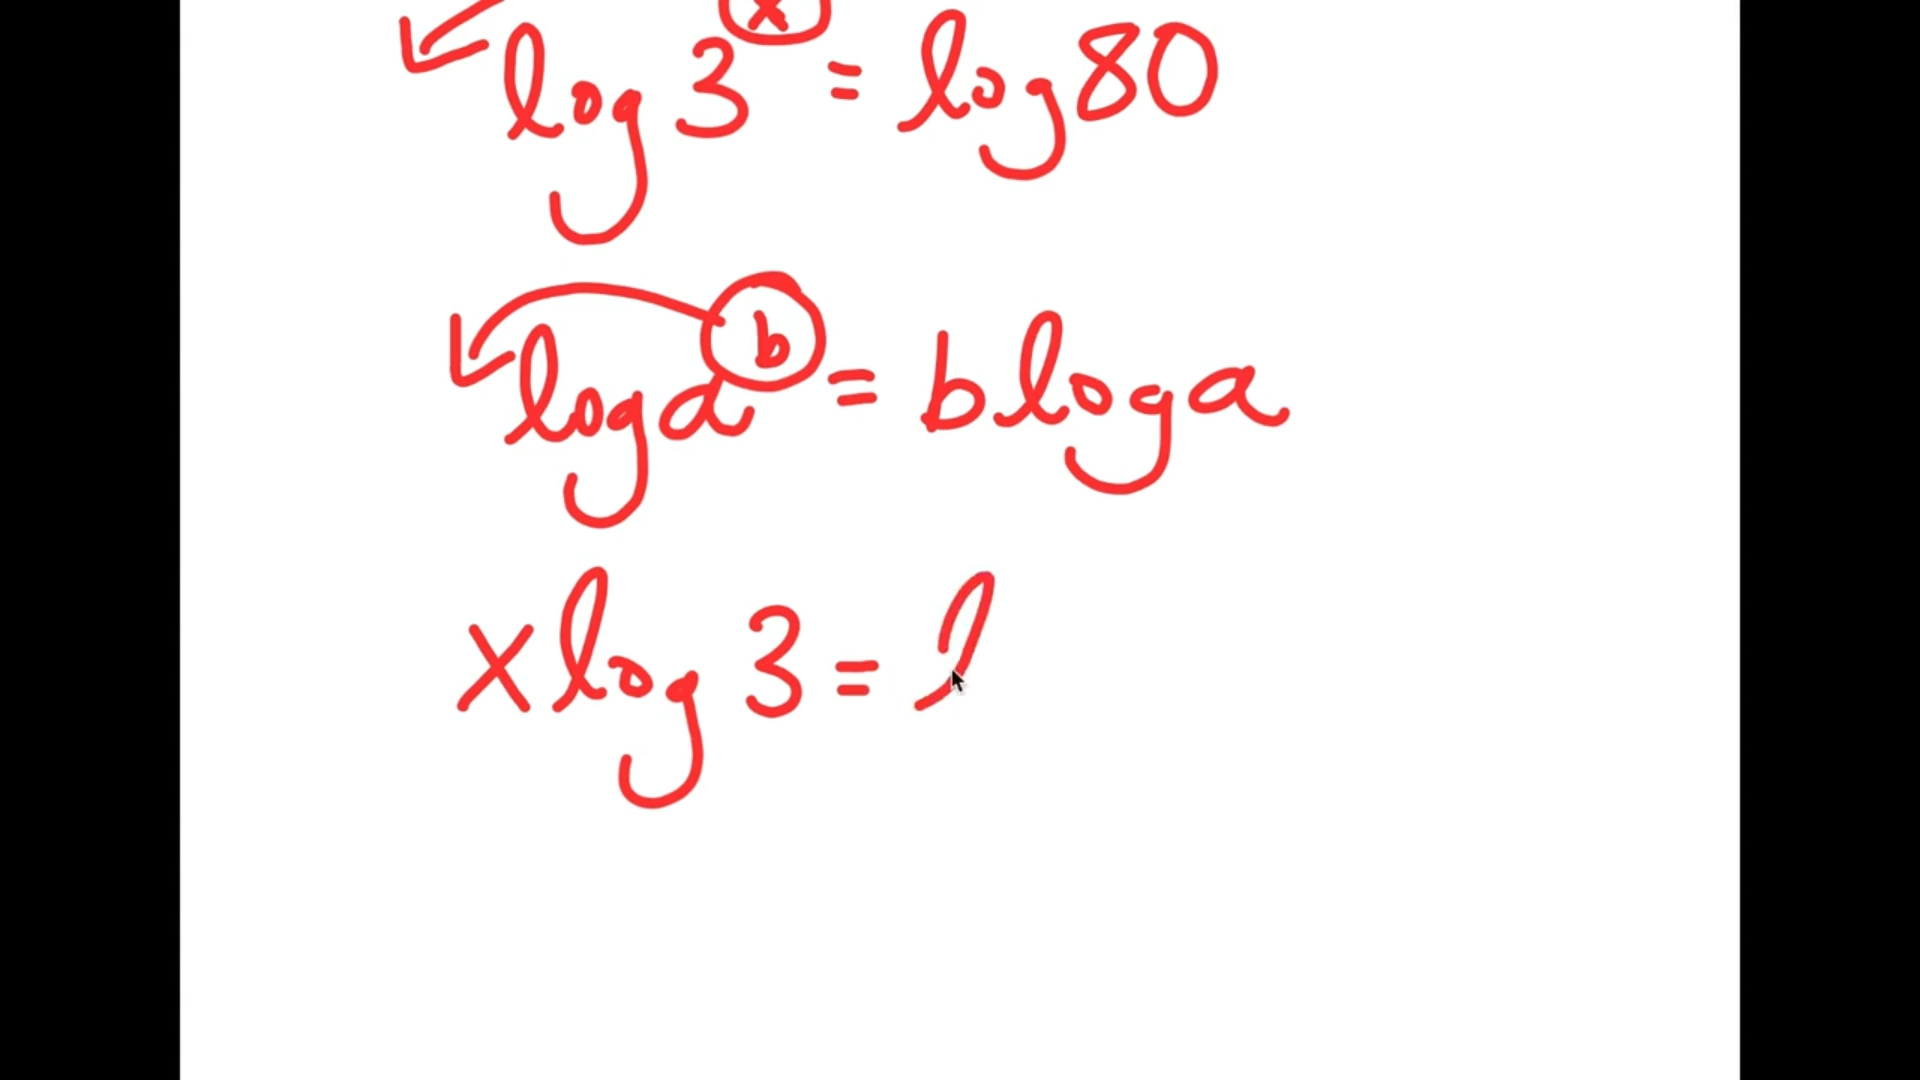 log 3^x = log 80
log a^b = b log a
x log 3 = l